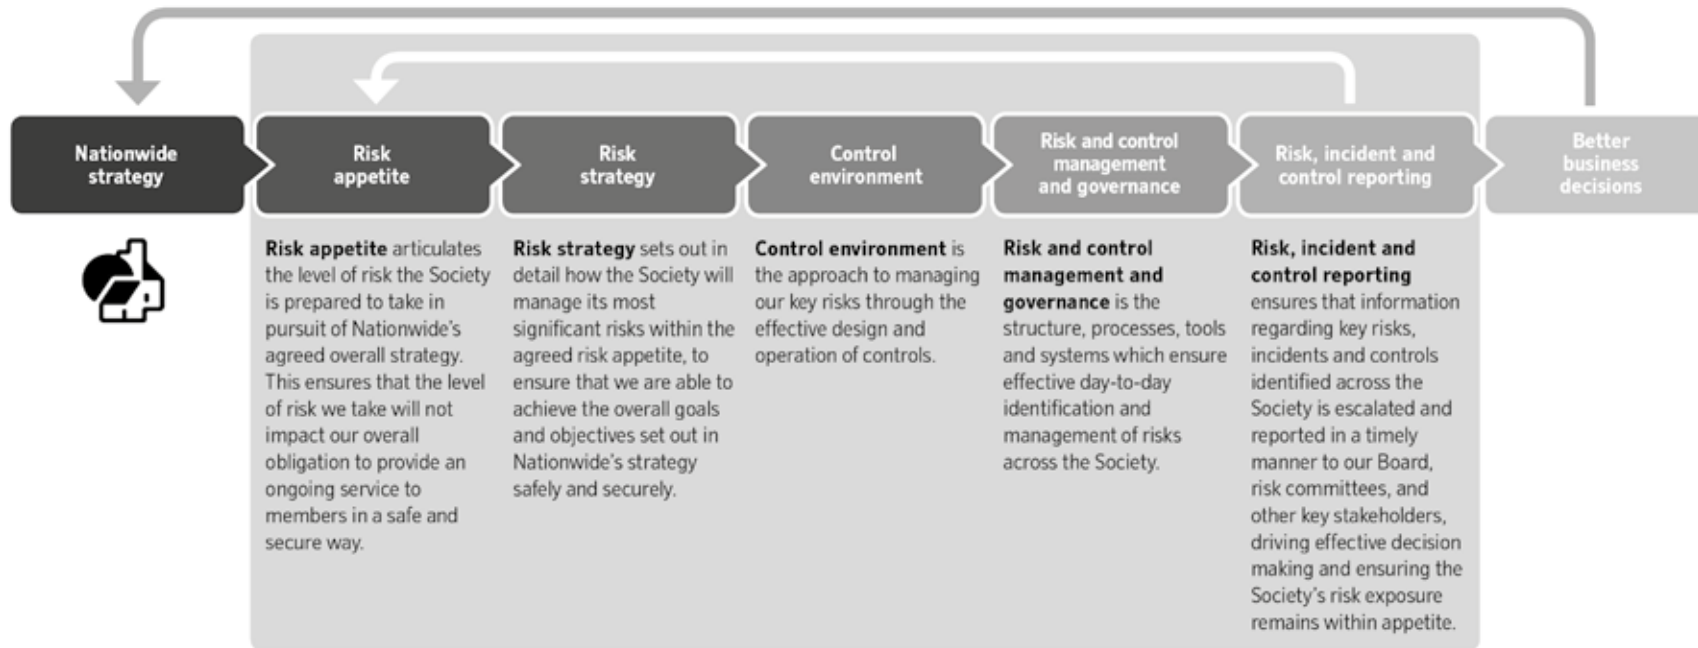 Nationwide
strategy
Risk
appetite
Risk
strategy
Control
environment
Risk and control
management
and governance
Risk, incident and
control reporting
Better
business
decisions
Risk appetite articulates
the level of risk the Society
is prepared to take in
pursuit of Nationwide's
agreed overall strategy.
This ensures that the level
of risk we take will not
impact our overall
obligation to provide an
ongoing service to
members in a safe and
secure way.
Risk strategy sets out in
detail how the Society will
manage its most
significant risks within the
agreed risk appetite, to
ensure that we are able to
achieve the overall goals
and objectives set out in
Nationwide's strategy
safely and securely.
Control environment is
the approach to managing
our key risks through the
effective design and
operation of controls.
Risk and control
management and
governance is the
structure, processes, tools
and systems which ensure
effective day-to-day
identification and
management of risks
across the Society.
Risk, incident and
control reporting
ensures that information
regarding key risks,
incidents and controls
identified across the
Society is escalated and
reported in a timely
manner to our Board,
risk committees, and
other key stakeholders,
driving effective decision
making and ensuring the
Society's risk exposure
remains within appetite.